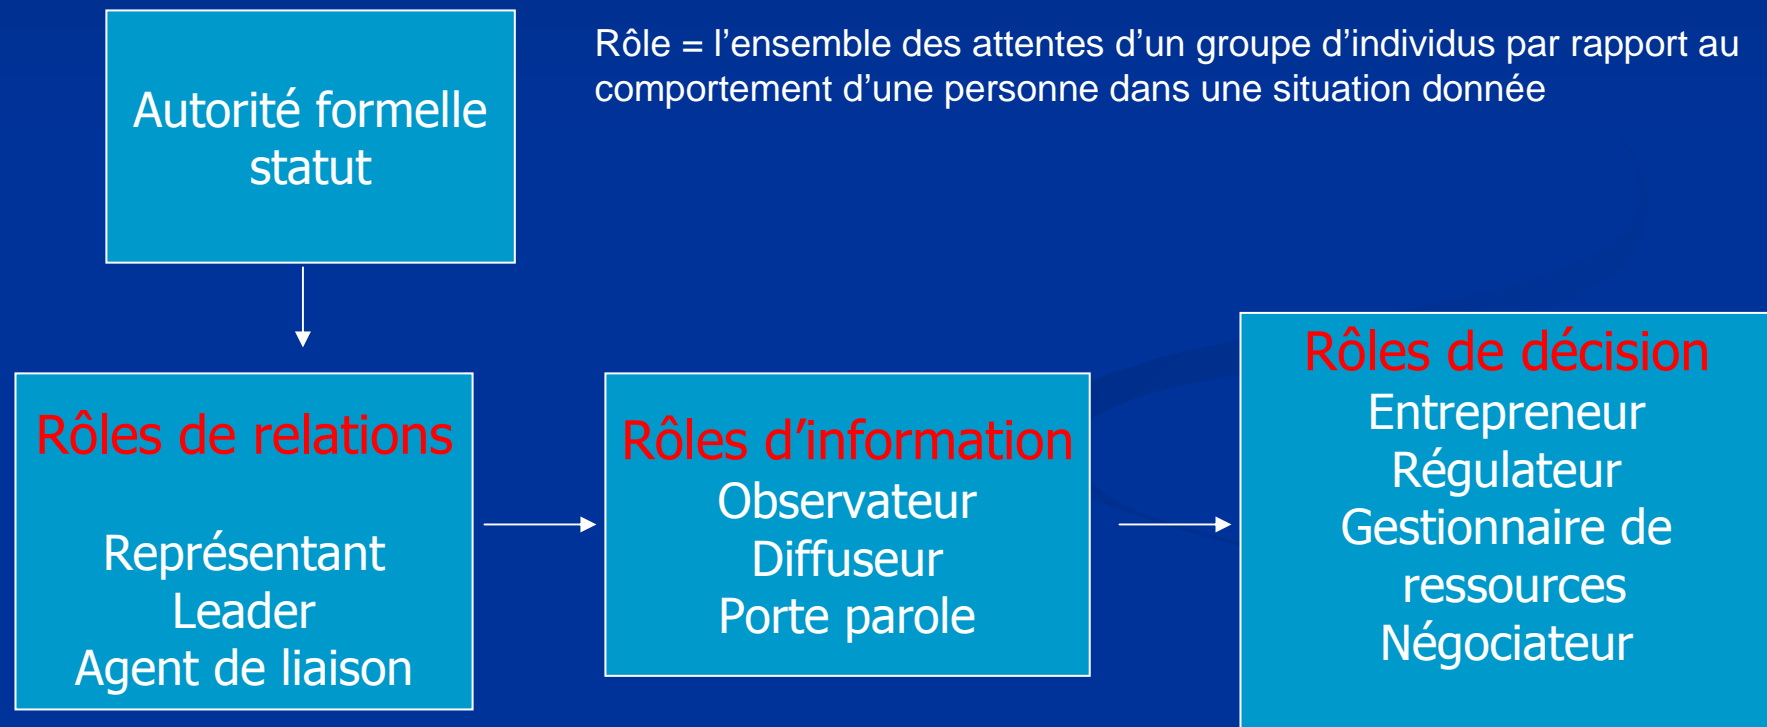 Autorité formelle
statut
Rôle = l’ensemble des attentes d’un groupe d’individus par rapport au
comportement d’une personne dans une situation donnée
Rôles de relations
Représentant
Leader
Agent de liaison
Rôles d’information
Observateur
Diffuseur
Porte parole
Rôles de décision
Entrepreneur
Régulateur
Gestionnaire de
ressources
Négociateur